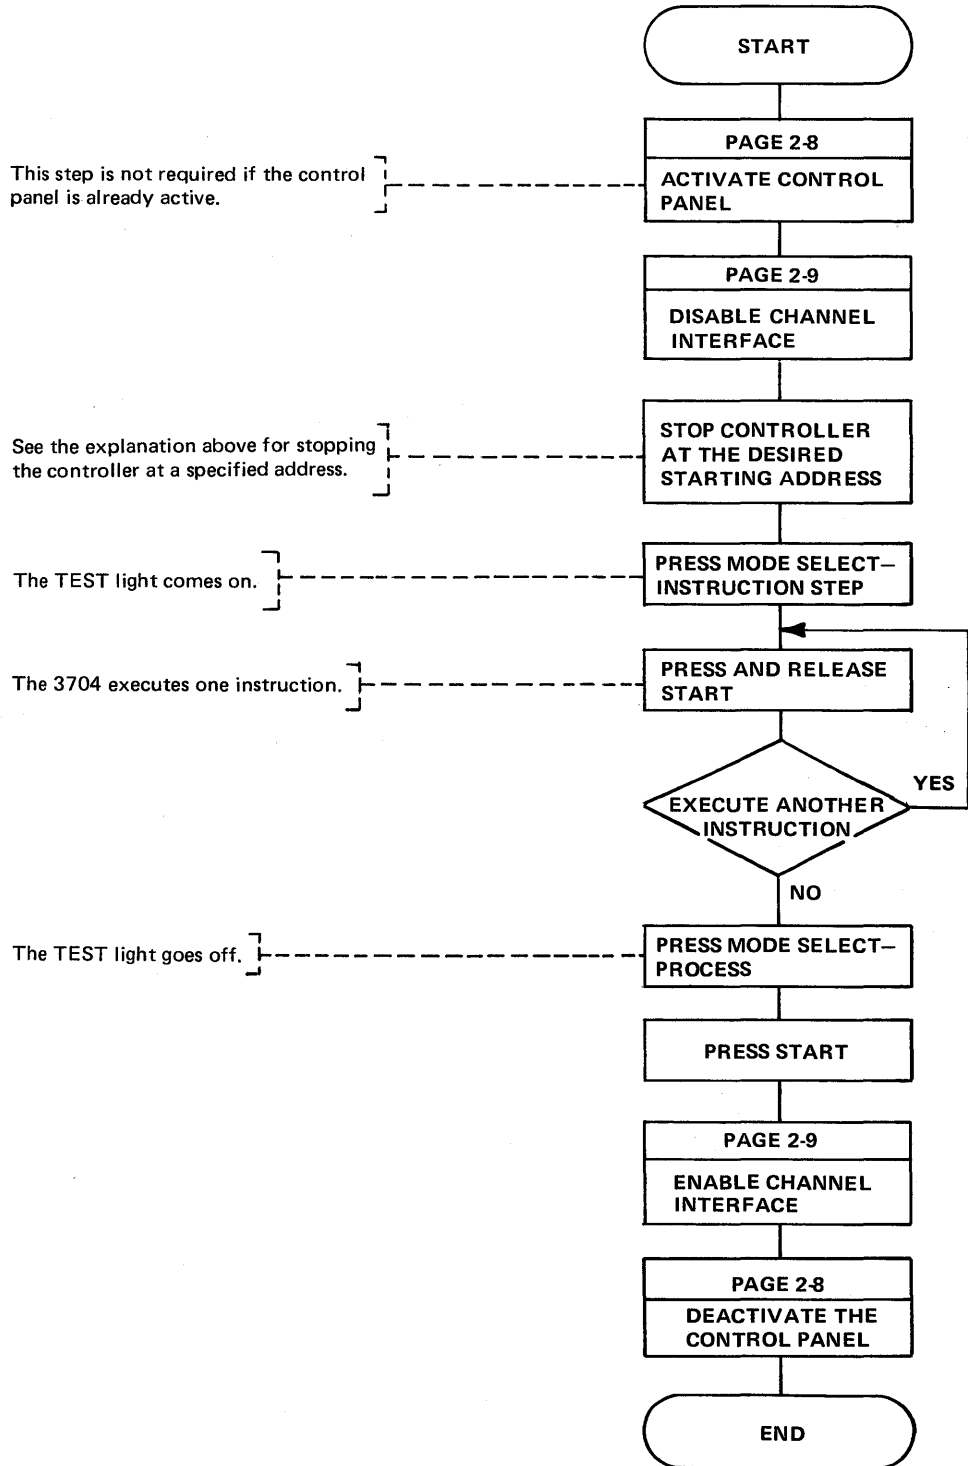 START
PAGE 2-8
This step is not required if the control
panel is already active.
ACTIVATE CONTROL
PANEL
PAGE 2-9
DISABLE CHANNEL
INTERFACE
See the explanation above for stopping
the controller at a specified address.
STOP CONTROLLER
AT THE DESIRED
STARTING ADDRESS
The TEST light comes on.
PRESS MODE SELECT—
INSTRUCTION STEP
The 3704 executes one instruction.
PRESS AND RELEASE
START
EXECUTE ANOTHER
INSTRUCTION
YES
NO
The TEST light goes off.
PRESS MODE SELECT—
PROCESS
PRESS START
PAGE 2-9
ENABLE CHANNEL
INTERFACE
PAGE 2-8
DEACTIVATE THE
CONTROL PANEL
END